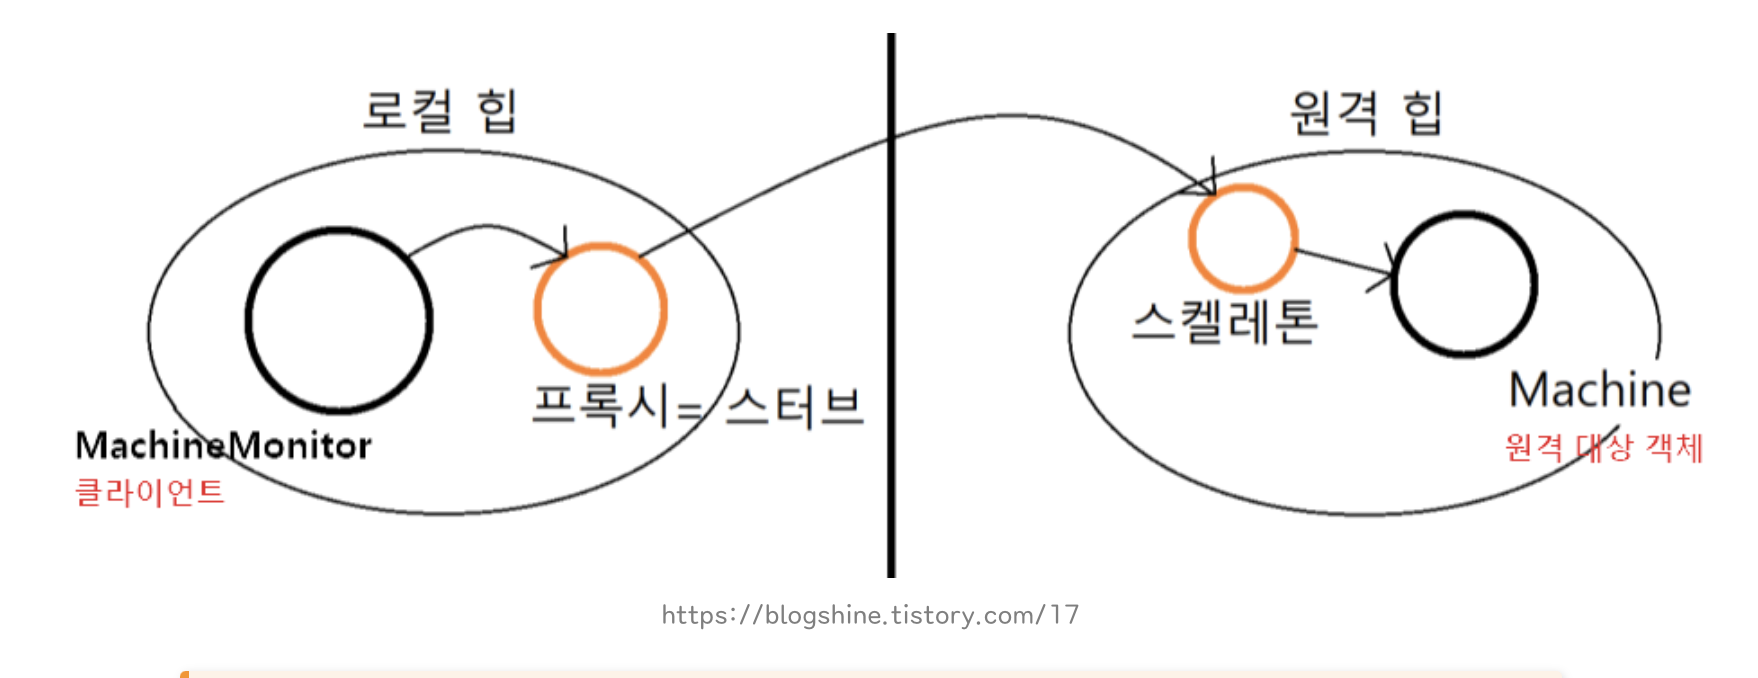 로컬 힙
원격 힙
스켈레톤
프록시= 스터브
Machine
원격 대상 객체
MachineMonitor
클라이언트
https://blogshine.tistory.com/17